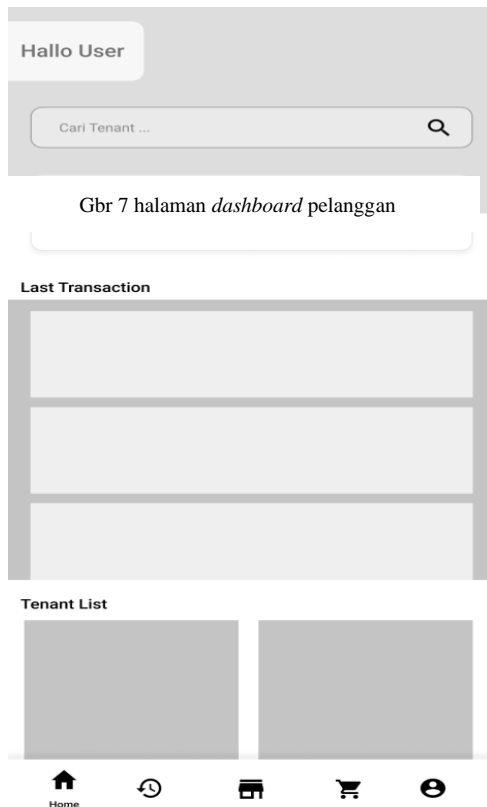 Hallo User
Cari Tenant ...
Gbr 7 halaman dashboard pelanggan
Last Transaction
Tenant List
Home